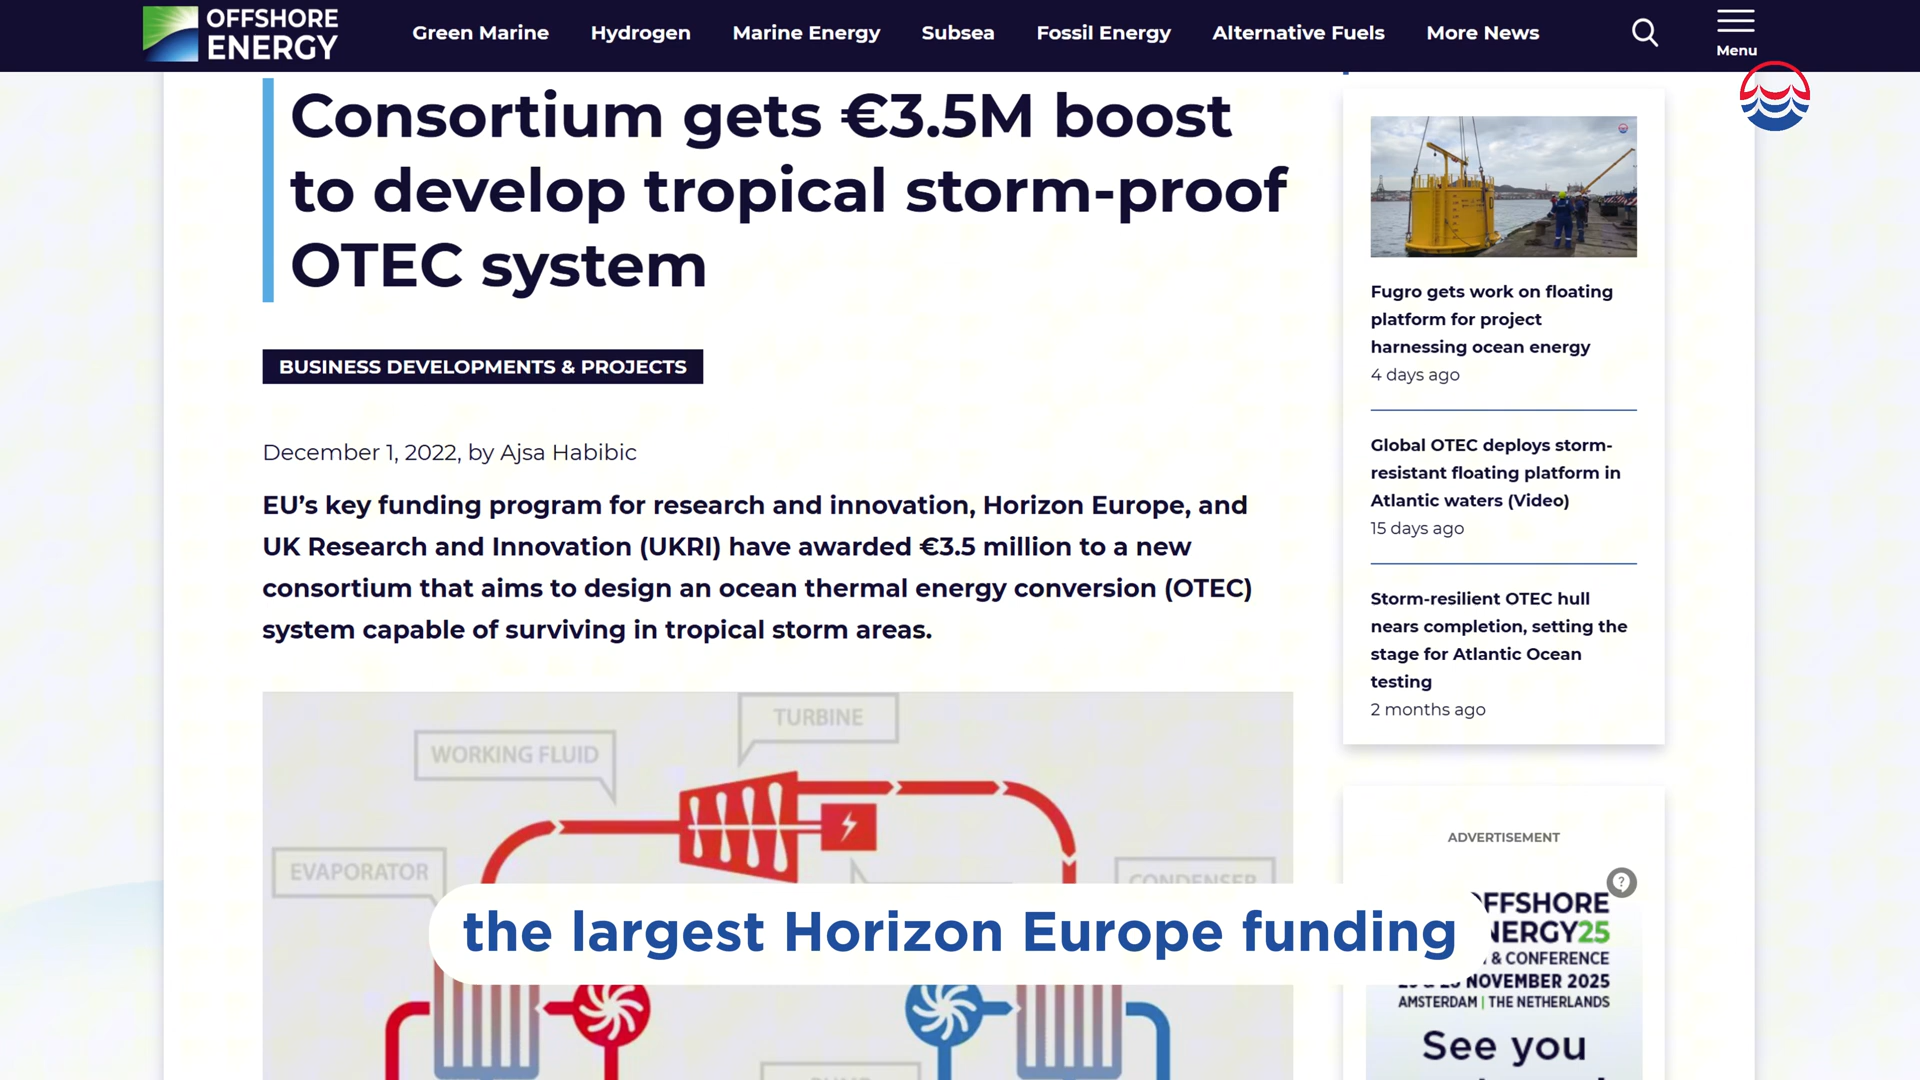 OFFSHORE
ENERGY
Green Marine
Hydrogen
Marine Energy
Subsea
Fossil Energy
Alternative Fuels
More News
Menu
Consortium gets €3.5M boost
to develop tropical storm-proof
OTEC system
BUSINESS DEVELOPMENTS & PROJECTS
December 1, 2022, by Ajsa Habibic
EU’s key funding program for research and innovation, Horizon Europe, and
UK Research and Innovation (UKRI) have awarded €3.5 million to a new
consortium that aims to design an ocean thermal energy conversion (OTEC)
system capable of surviving in tropical storm areas.
TURBINE
WORKING FLUID
EVAPORATOR
CONDENSER
the largest Horizon Europe funding
Fugro gets work on floating
platform for project
harnessing ocean energy
4 days ago
Global OTEC deploys storm-
resistant floating platform in
Atlantic waters (Video)
15 days ago
Storm-resilient OTEC hull
nears completion, setting the
stage for Atlantic Ocean
testing
2 months ago
ADVERTISEMENT
?
OFFSHORE
ENERGY25
& CONFERENCE
NOVEMBER 2025
AMSTERDAM | THE NETHERLANDS
See you